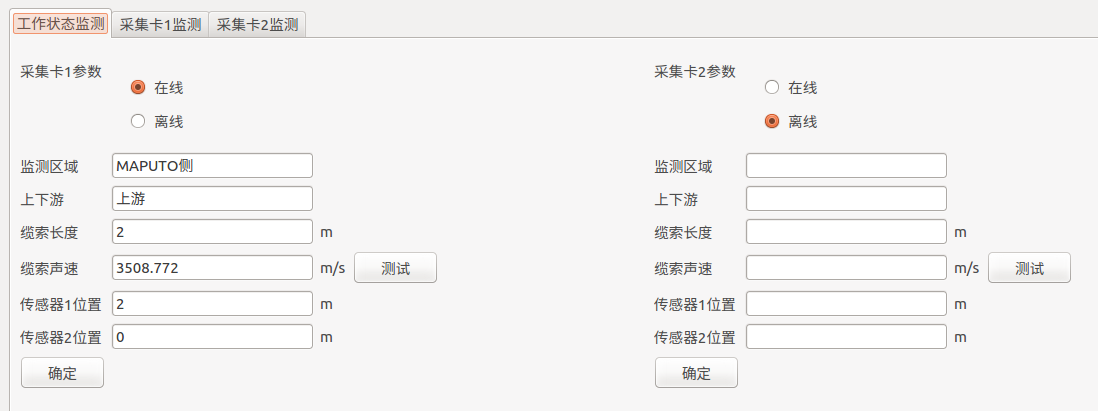 工作状态监测 采集卡1监测 采集卡2监测
采集卡1参数
在线
离线
监测区域 MAPUTO侧
上下游 上游
缆索长度 2 m
缆索声速 3508.772 m/s 测试
传感器1位置 2 m
传感器2位置 0 m
确定
采集卡2参数
在线
离线
监测区域
上下游
缆索长度 m
缆索声速 m/s 测试
传感器1位置 m
传感器2位置 m
确定